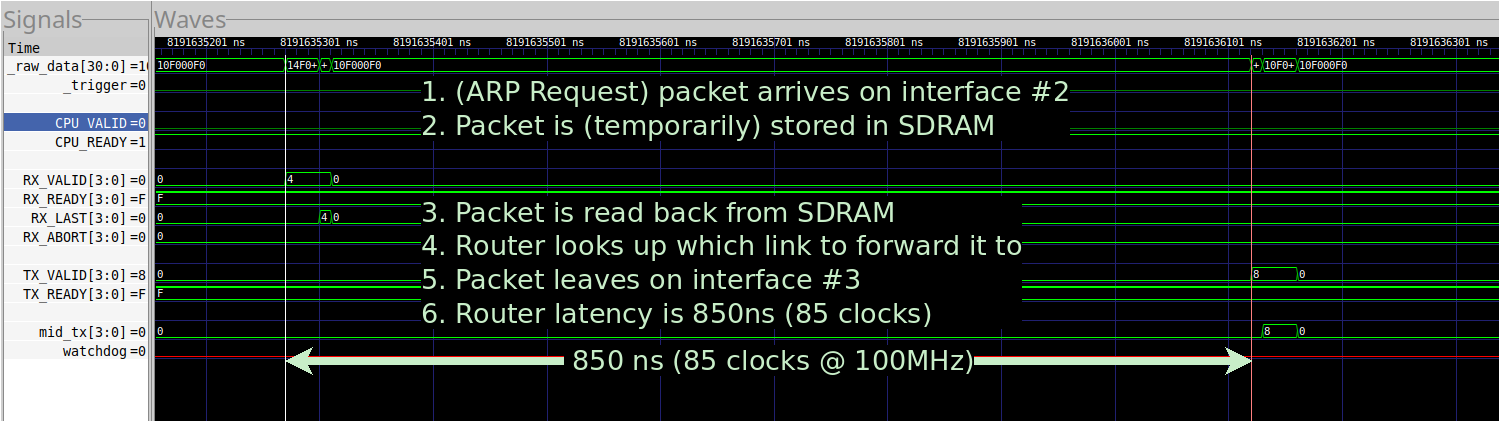 Signals
Waves
Time
8191635201 ns 8191635301 ns 8191635401 ns 8191635501 ns 8191635601 ns 8191635701 ns 8191635801 ns 8191635901 ns 8191636001 ns 8191636101 ns 8191636201 ns 8191636301 ns
_raw_data[30:0]=10 10F000F0 14F0+ + 10F000F0 + 10F0+ 10F000F0
_trigger=0
1. (ARP Request) packet arrives on interface #2
CPU_VALID=0
2. Packet is (temporarily) stored in SDRAM
CPU_READY=1
RX_VALID[3:0]=0 0 4 0
RX_READY[3:0]=F F
RX_LAST[3:0]=0 0 4 0
3. Packet is read back from SDRAM
RX_ABORT[3:0]=0 0
4. Router looks up which link to forward it to
TX_VALID[3:0]=8 0 8 0
5. Packet leaves on interface #3
TX_READY[3:0]=F F
6. Router latency is 850ns (85 clocks)
mid_tx[3:0]=0 0 8 0
watchdog=0
850 ns (85 clocks @ 100MHz)